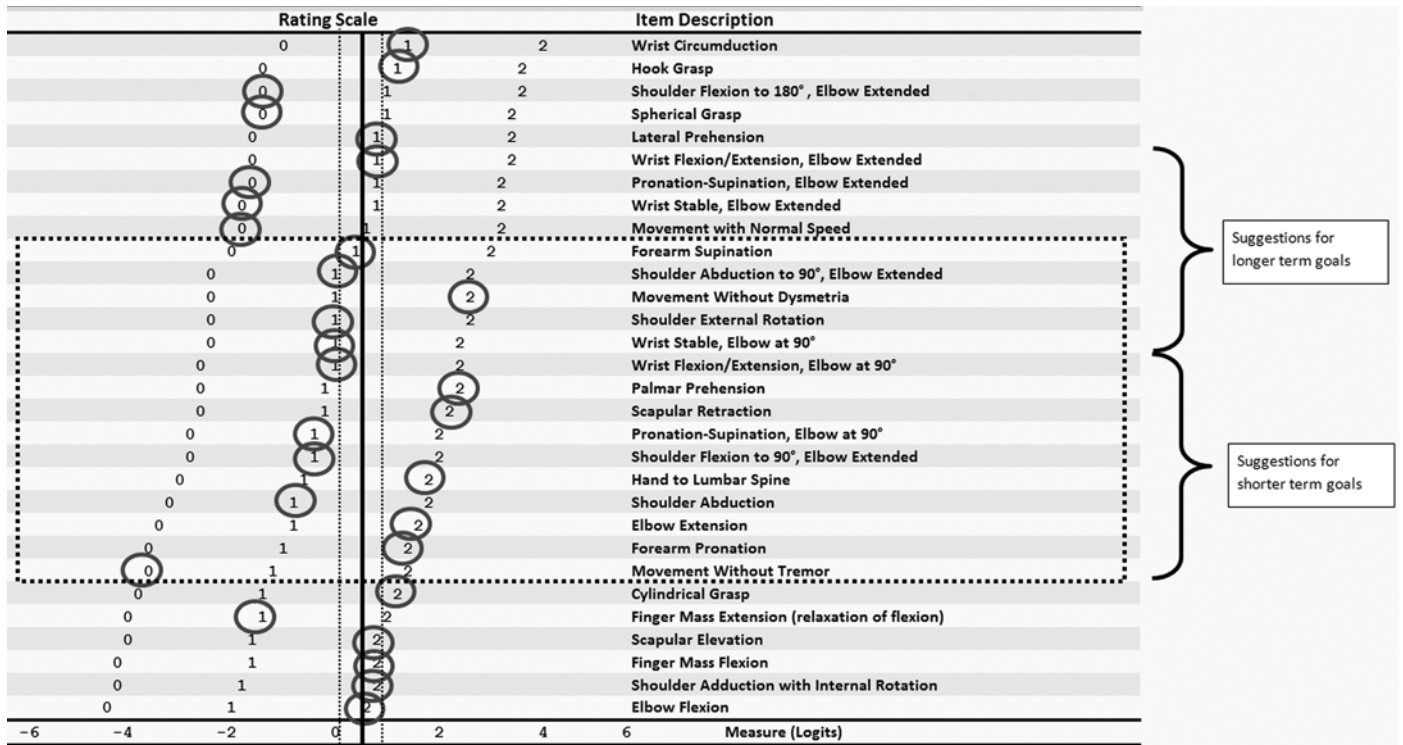 Rating Scale Item Description
0 1 2 Wrist Circumduction
0 1 2 Hook Grasp
0 1 2 Shoulder Flexion to 180°, Elbow Extended
0 1 2 Spherical Grasp
0 1 2 Lateral Prehension
0 1 2 Wrist Flexion/Extension, Elbow Extended
0 1 2 Pronation-Supination, Elbow Extended
0 1 2 Wrist Stable, Elbow Extended
0 1 2 Movement with Normal Speed
0 1 2 Forearm Supination
0 1 2 Shoulder Abduction to 90°, Elbow Extended
0 1 2 Movement Without Dysmetria
0 1 2 Shoulder External Rotation
0 1 2 Wrist Stable, Elbow at 90°
0 1 2 Wrist Flexion/Extension, Elbow at 90°
0 1 2 Palmar Prehension
0 1 2 Scapular Retraction
0 1 2 Pronation-Supination, Elbow at 90°
0 1 2 Shoulder Flexion to 90°, Elbow Extended
0 1 2 Hand to Lumbar Spine
0 1 2 Shoulder Abduction
0 1 2 Elbow Extension
0 1 2 Forearm Pronation
0 1 2 Movement Without Tremor
0 1 2 Cylindrical Grasp
0 1 2 Finger Mass Extension (relaxation of flexion)
0 1 2 Scapular Elevation
0 1 2 Finger Mass Flexion
0 1 2 Shoulder Adduction with Internal Rotation
0 1 2 Elbow Flexion
-6 -4 -2 0 2 4 6 Measure (Logits)
Suggestions for
longer term goals
Suggestions for
shorter term goals